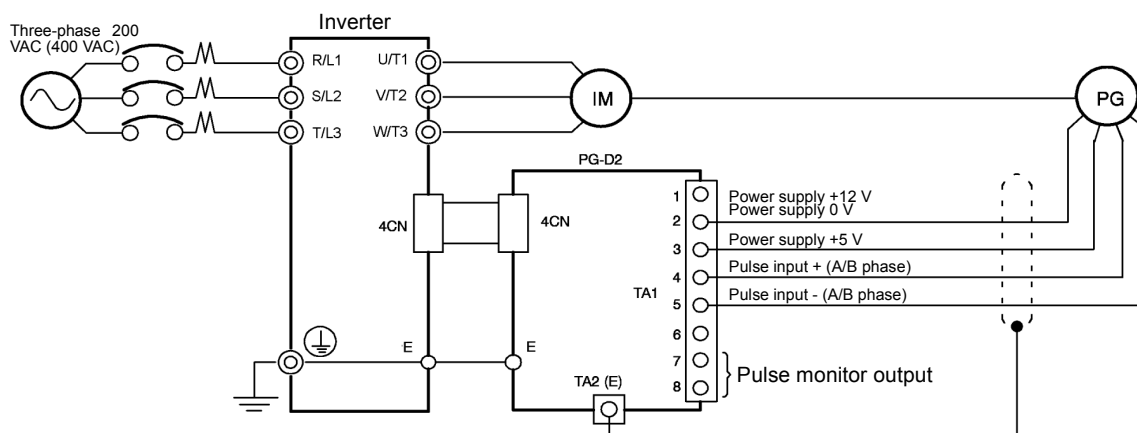 Three-phase 200
VAC (400 VAC)
Inverter
R/L1
U/T1
S/L2
V/T2
T/L3
W/T3
IM
PG
PG-D2
4CN
4CN
TA1
1
Power supply +12 V
2
Power supply 0 V
3
Power supply +5 V
4
Pulse input + (A/B phase)
5
Pulse input - (A/B phase)
6
7
8
Pulse monitor output
E
E
TA2 (E)